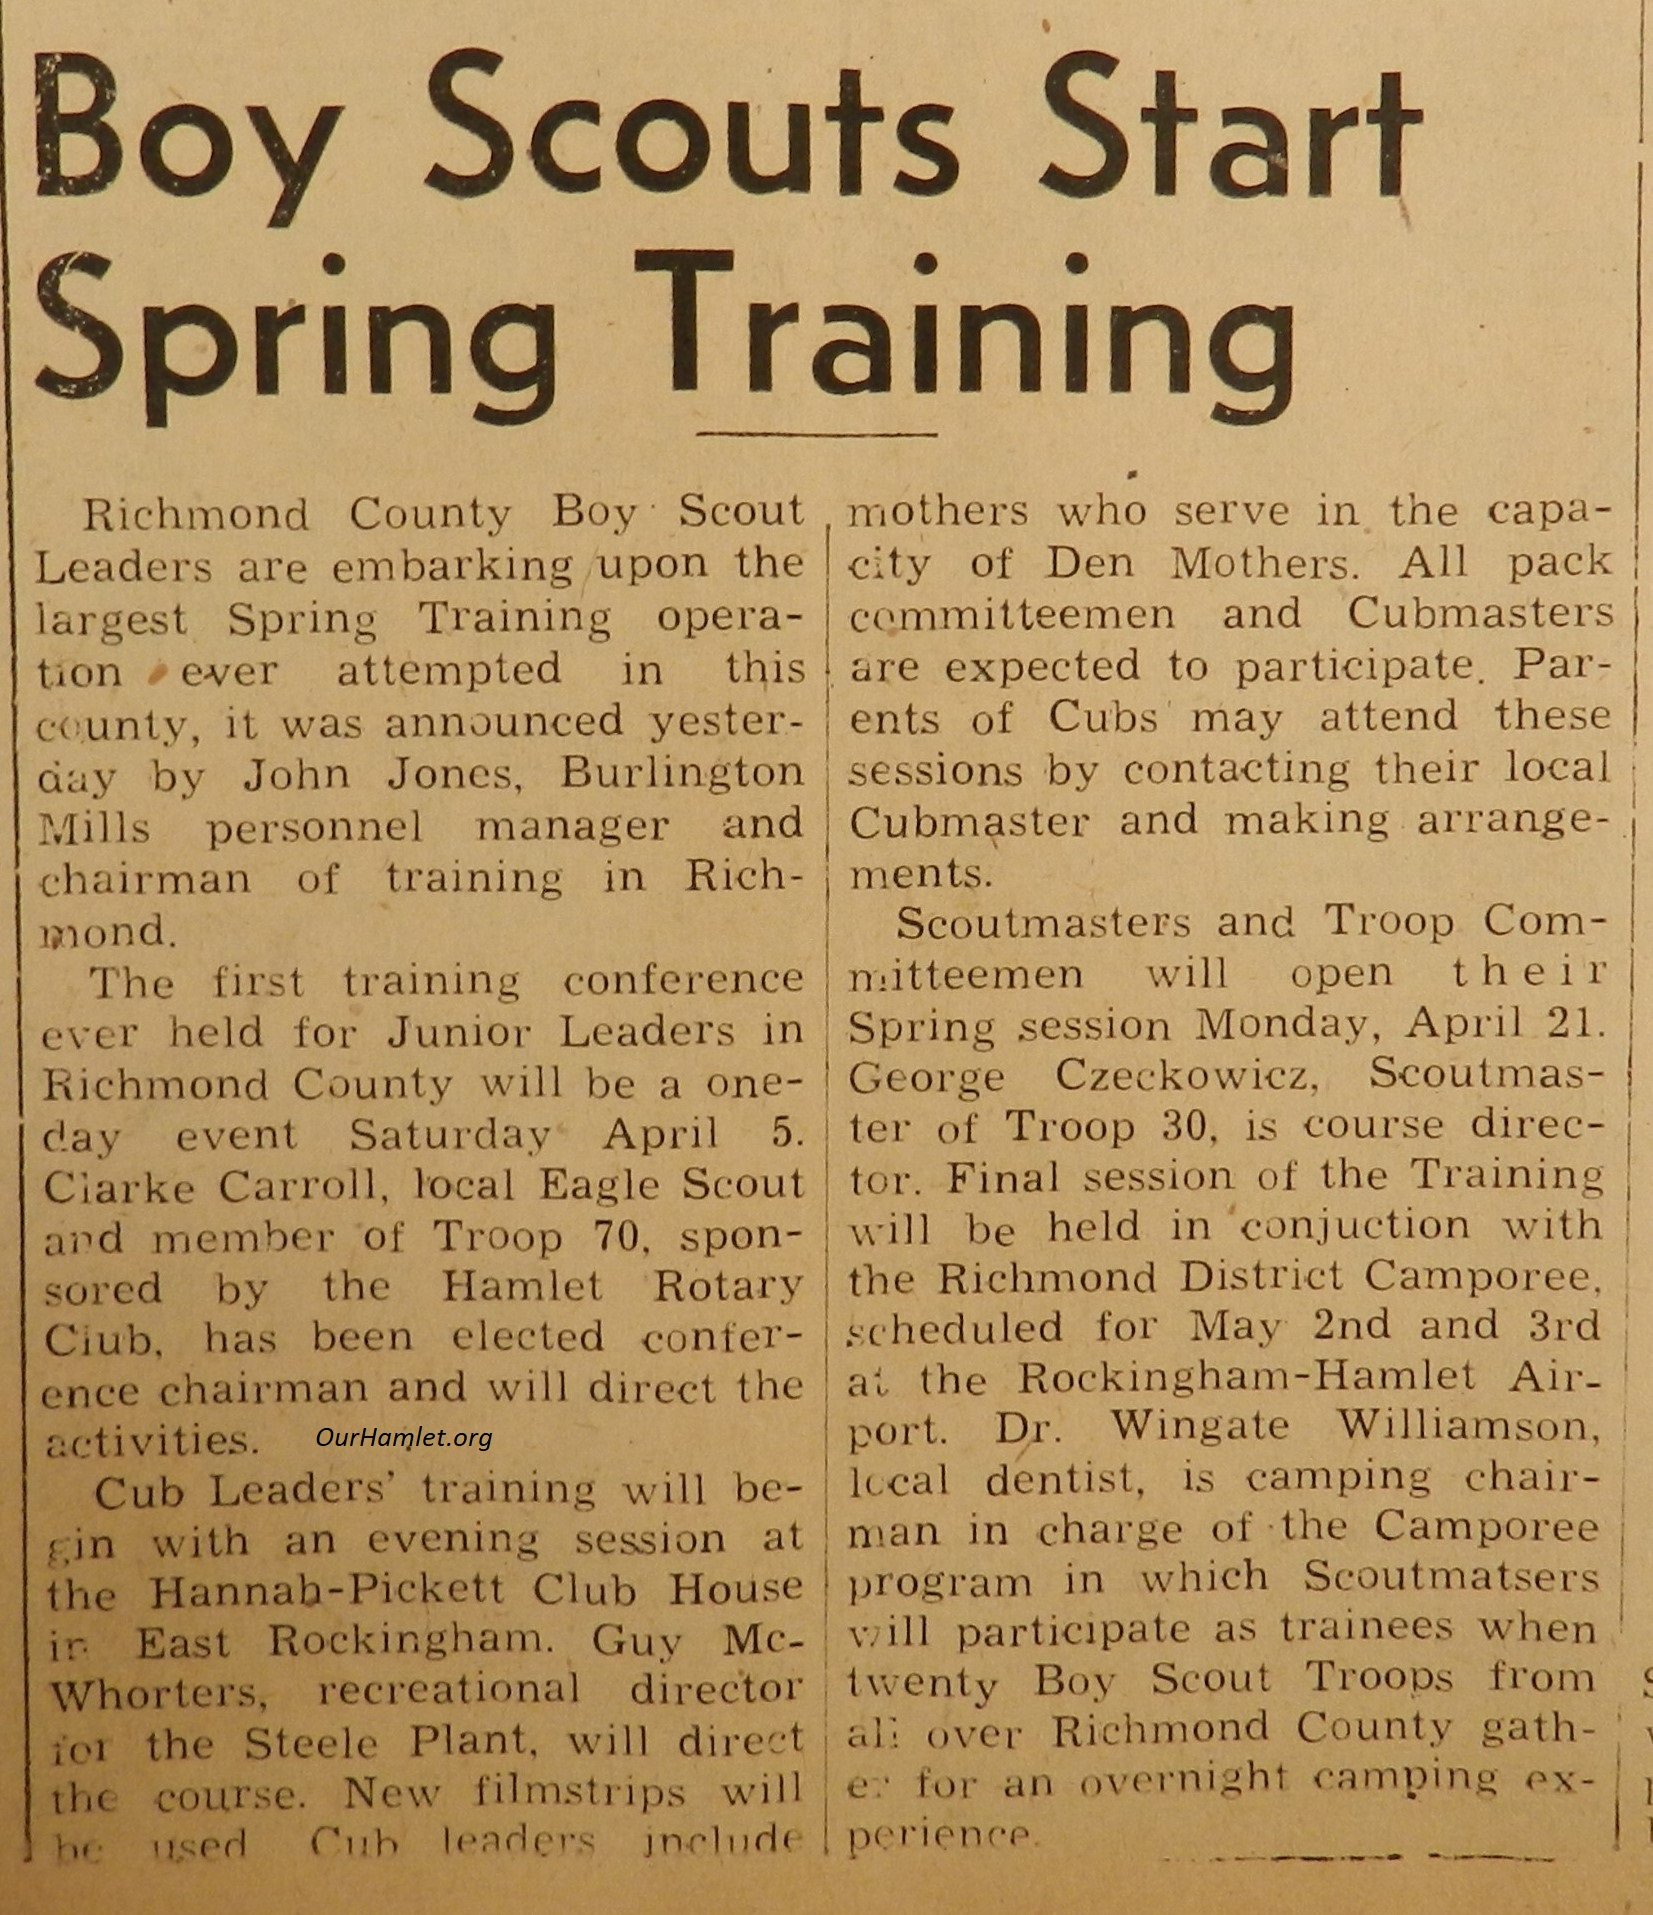 Boy Scouts Start
Spring Training
Richmond County Boy Scout
Leaders are embarking upon the
largest Spring Training opera-
tion ever attempted in this
county, it was announced yester-
day by John Jones, Burlington
Mills personnel manager and
chairman of training in Rich-
mond.
The first training conference
ever held for Junior Leaders in
Richmond County will be a one-
day event Saturday April 5.
Clarke Carroll, local Eagle Scout
and member of Troop 70, spon-
sored by the Hamlet Rotary
Club, has been elected confer-
ence chairman and will direct the
activities.
OurHamlet.org
Cub Leaders' training will be-
gin with an evening session at
the Hannah-Pickett Club House
in East Rockingham. Guy Mc-
Whorters, recreational director
for the Steele Plant, will direct
the course. New filmstrips will
be used Cub leaders include
mothers who serve in the capa-
city of Den Mothers. All pack
committeemen and Cubmasters
are expected to participate. Par-
ents of Cubs may attend these
sessions by contacting their local
Cubmaster and making arrange-
ments.
Scoutmasters and Troop Com-
mitteemen will open their
Spring session Monday, April 21.
George Czeckowicz, Scoutmas-
ter of Troop 30, is course direc-
tor. Final session of the Training
will be held in conjuction with
the Richmond District Camporee,
scheduled for May 2nd and 3rd
at the Rockingham-Hamlet Air-
port. Dr. Wingate Williamson,
local dentist, is camping chair-
man in charge of the Camporee
program in which Scoutmatsers
will participate as trainees when
twenty Boy Scout Troops from
all over Richmond County gath-
er for an overnight camping ex-
perience.